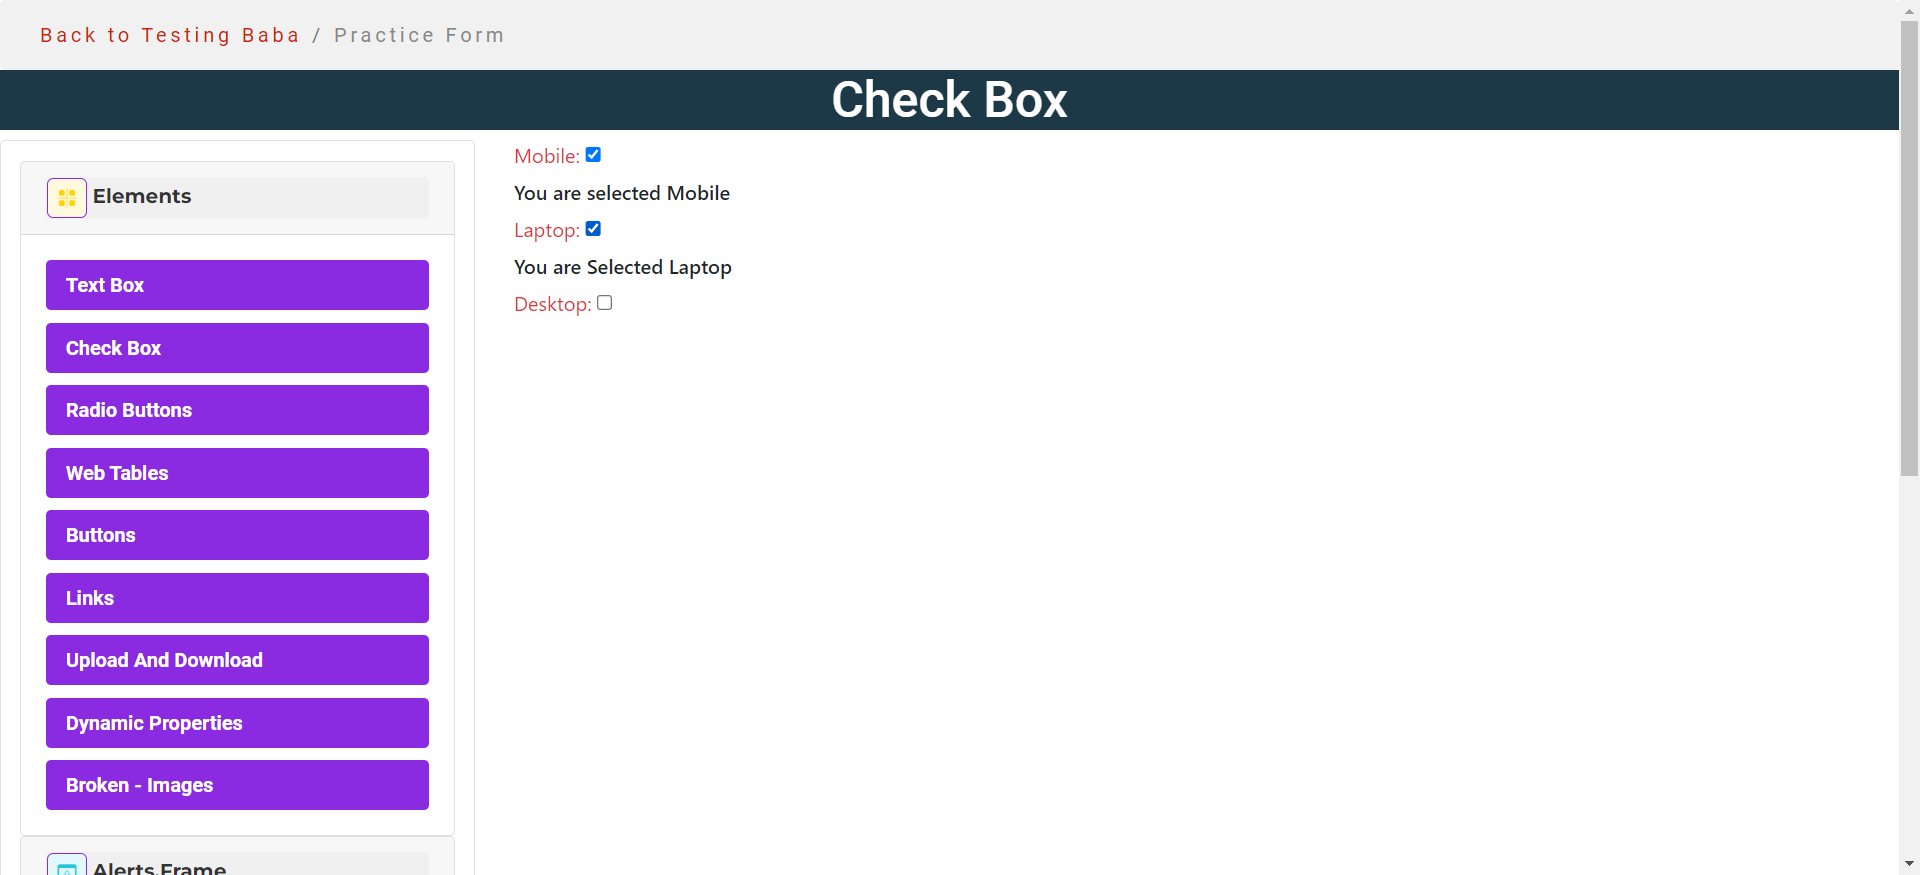 Back to Testing Baba / Practice Form
Check Box
Elements
Text Box
Check Box
Radio Buttons
Web Tables
Buttons
Links
Upload And Download
Dynamic Properties
Broken - Images
Alerts,Frame
Mobile:
You are selected Mobile
Laptop:
You are Selected Laptop
Desktop: